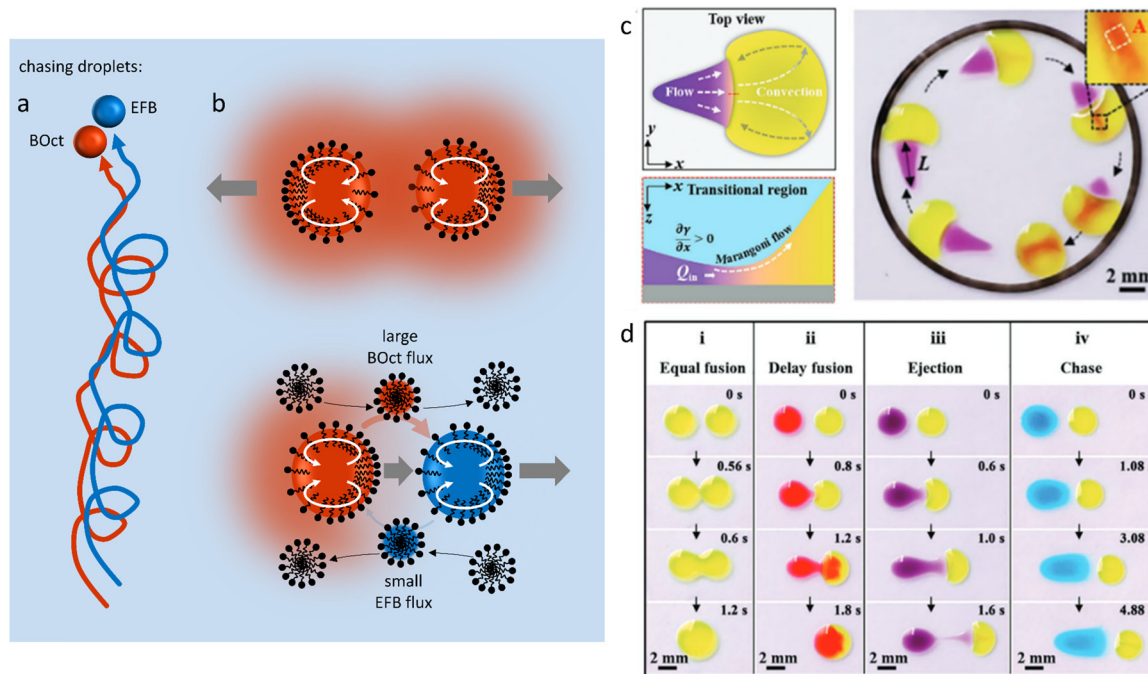 chasing droplets:
a
EFB
BOct
b
large
BOct flux
small
EFB flux
c
Top view
Flow
Convection
y
x
x
Transitional region
z
∂γ/∂x > 0
Marangoni flow
Qin
A
L
2 mm
d
i
ii
iii
iv
Equal fusion
Delay fusion
Ejection
Chase
0 s
0 s
0 s
0 s
0.56 s
0.8 s
0.6 s
1.08
0.6 s
1.2 s
1.0 s
3.08
1.2 s
1.8 s
1.6 s
4.88
2 mm
2 mm
2 mm
2 mm